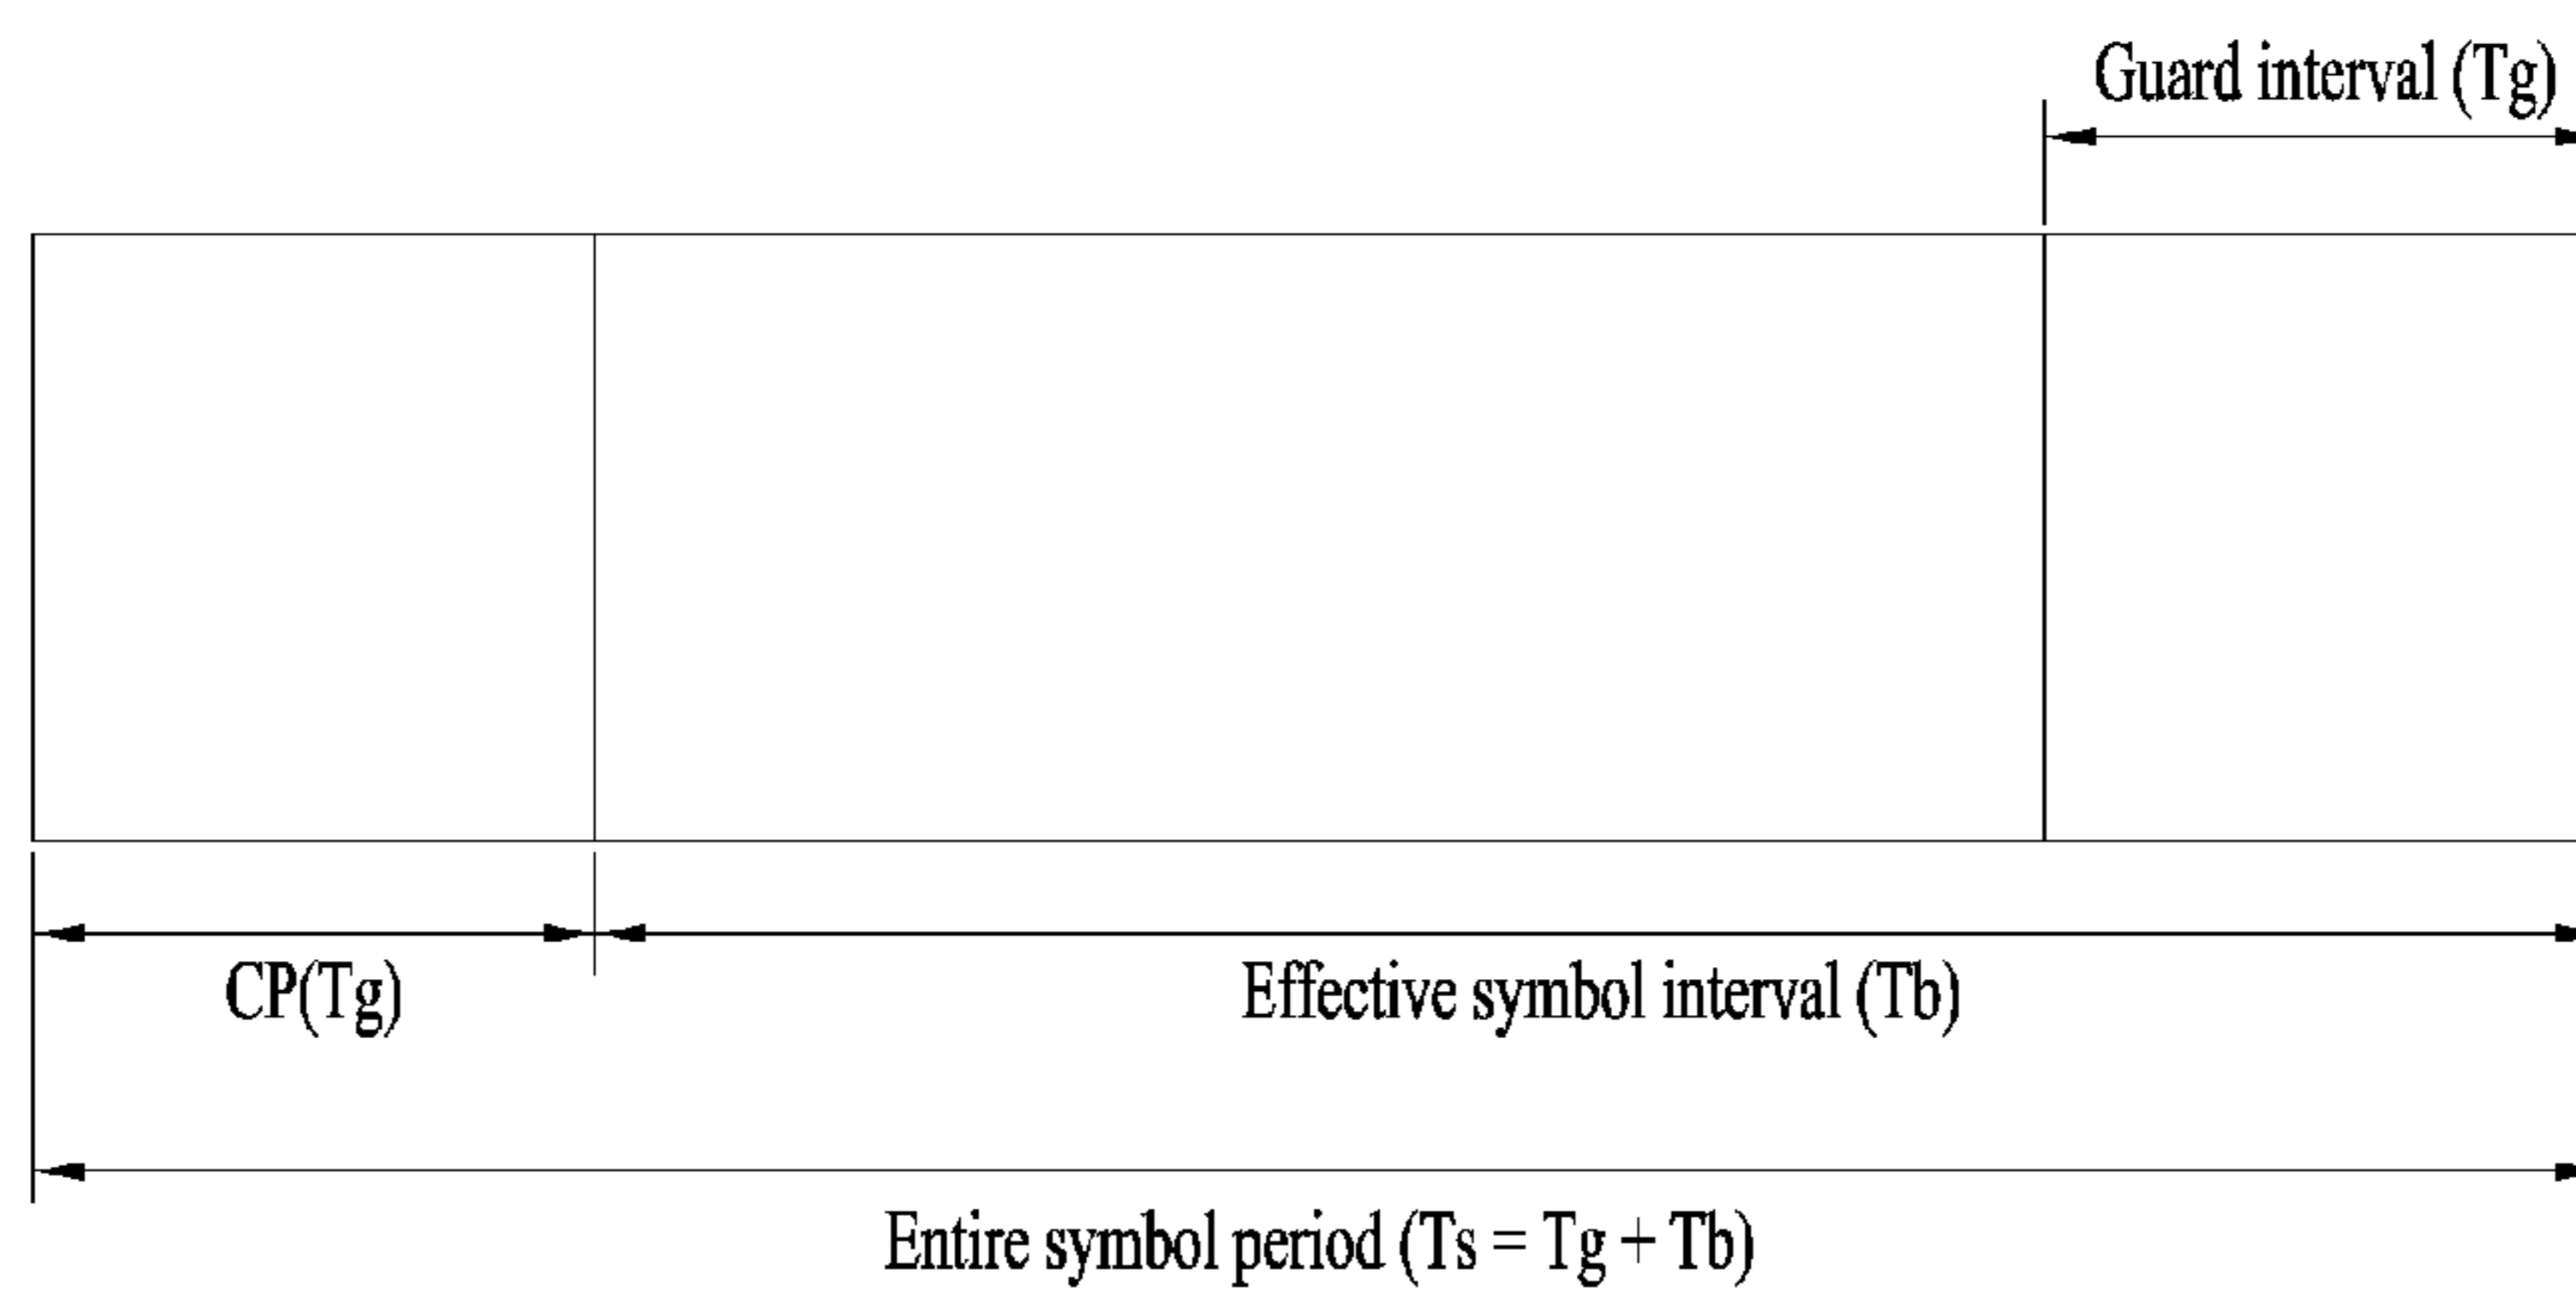 Guard interval (Tg)
CP(Tg)
Effective symbol interval (Tb)
Entire symbol period (Ts = Tg + Tb)